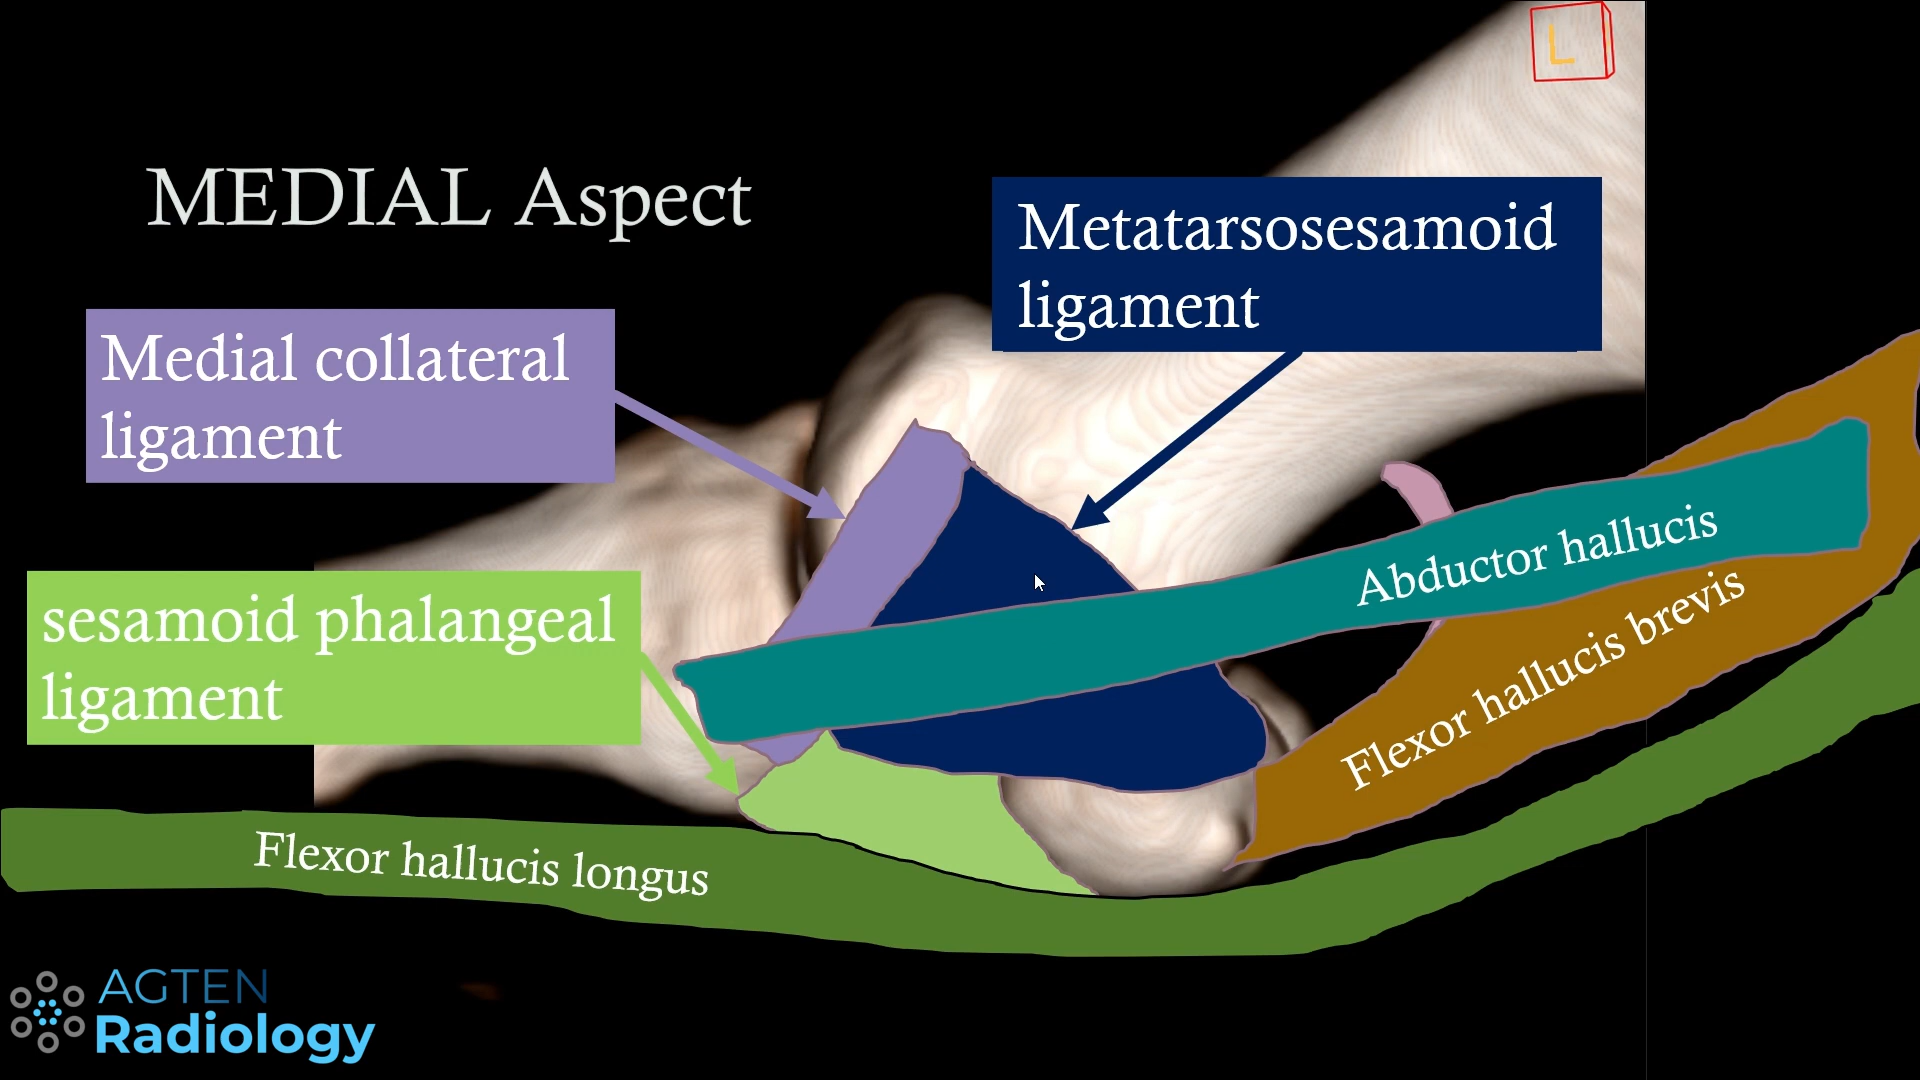 L
MEDIAL Aspect
Metatarsosesamoid
ligament
Medial collateral
ligament
sesamoid phalangeal
ligament
Abductor hallucis
Flexor hallucis brevis
Flexor hallucis longus
AGTEN
Radiology